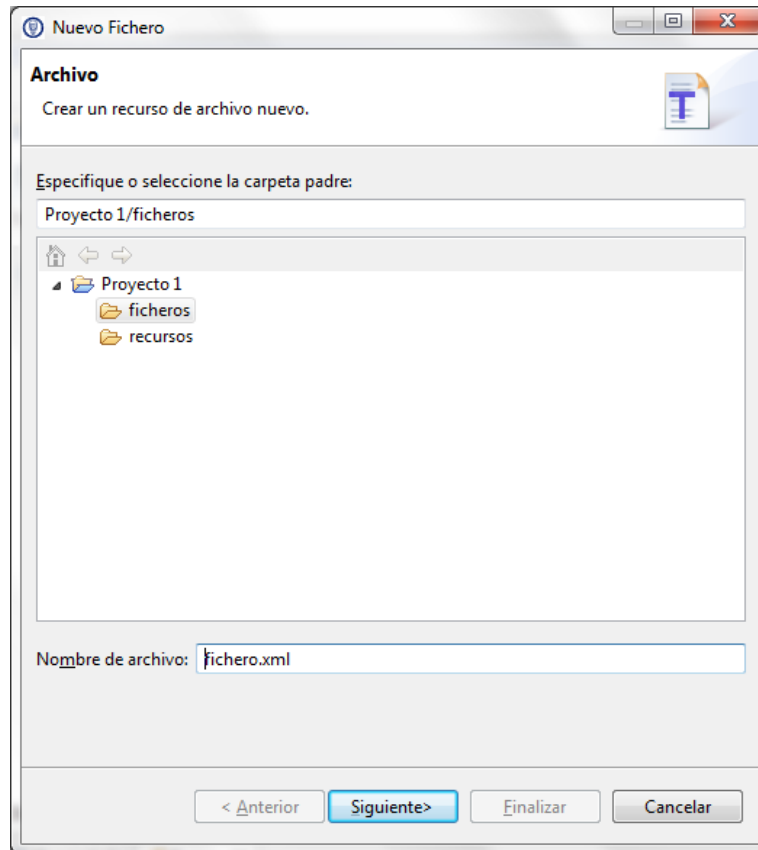 Nuevo Fichero
Archivo
Crear un recurso de archivo nuevo.
Especifique o seleccione la carpeta padre:
Proyecto 1/ficheros
Proyecto 1
ficheros
recursos
Nombre de archivo: fichero.xml
< Anterior Siguiente> Finalizar Cancelar